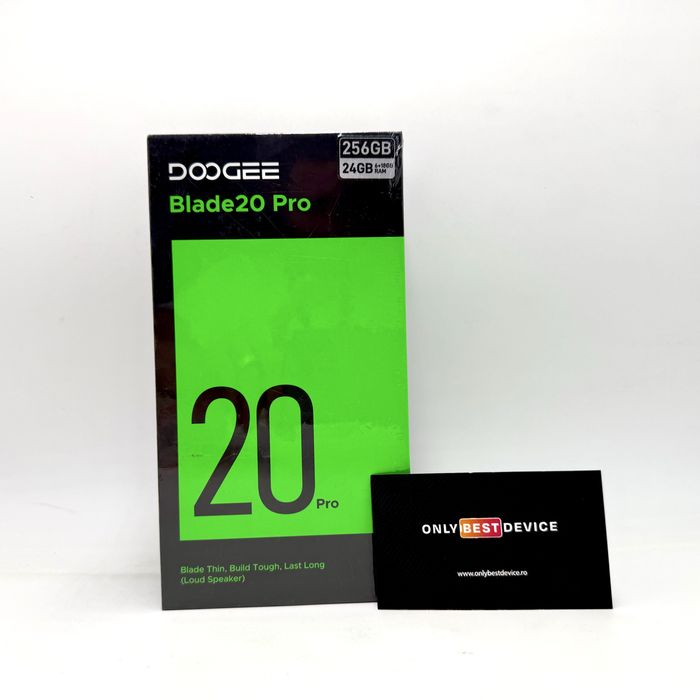 DOOGEE
Blade20 Pro
256GB
24GB 6+18GB
RAM
20 Pro
Blade Thin, Build Tough, Last Long
(Loud Speaker)
ONLY BEST DEVICE
www.onlybestdevice.ro